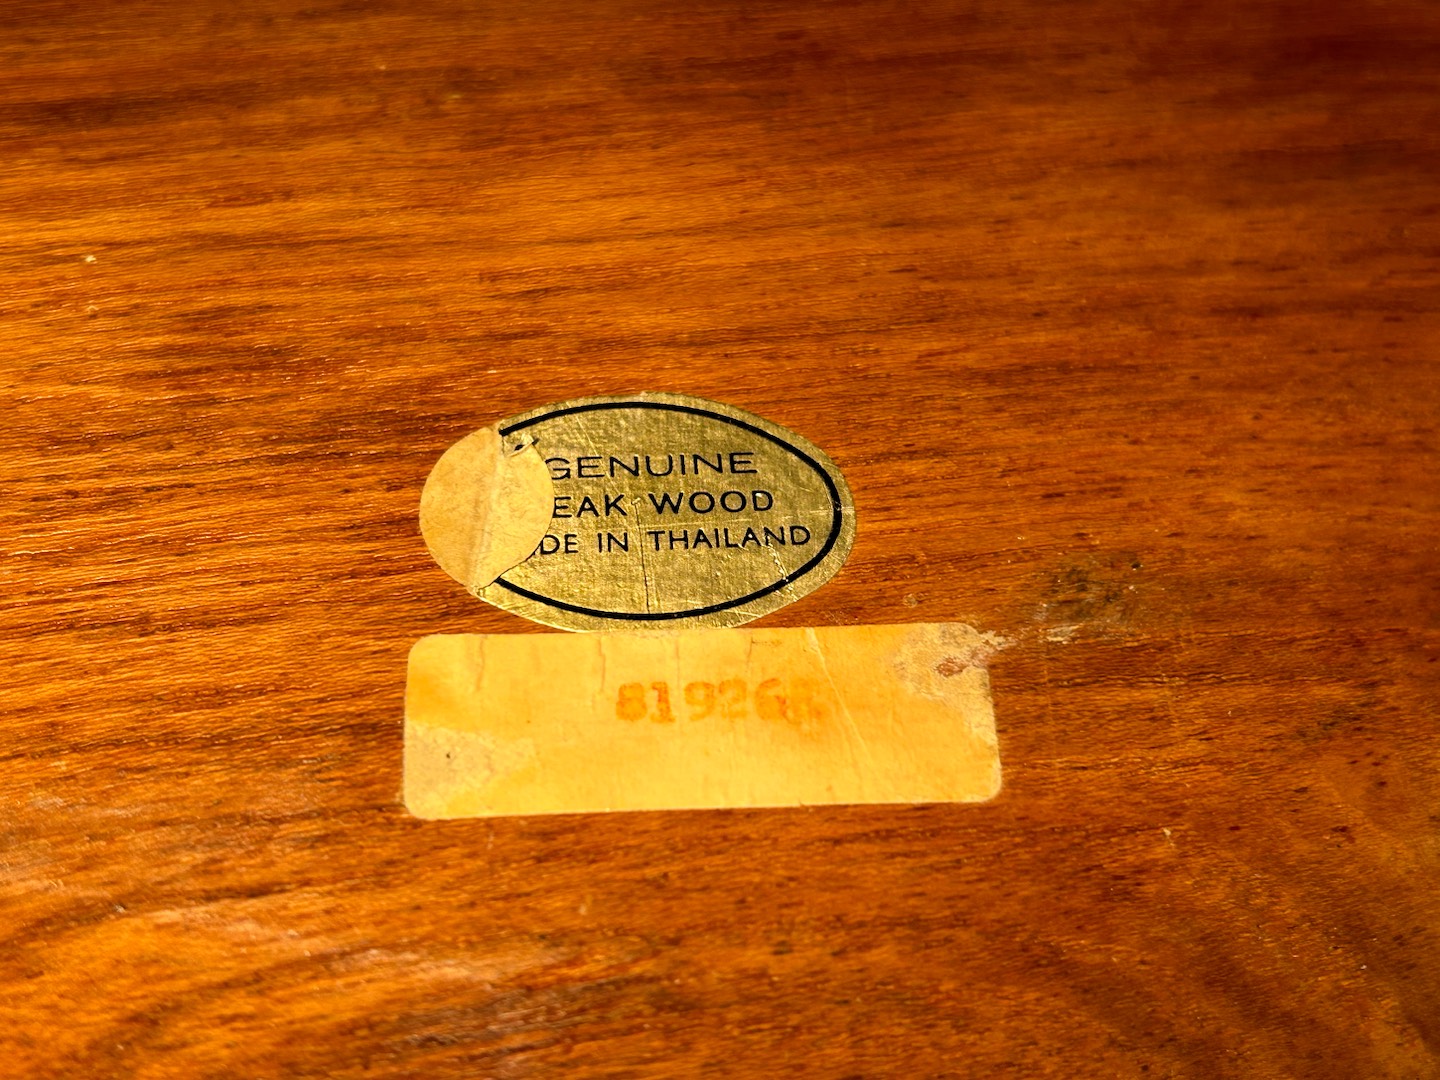 GENUINE
EAK WOOD
DE IN THAILAND